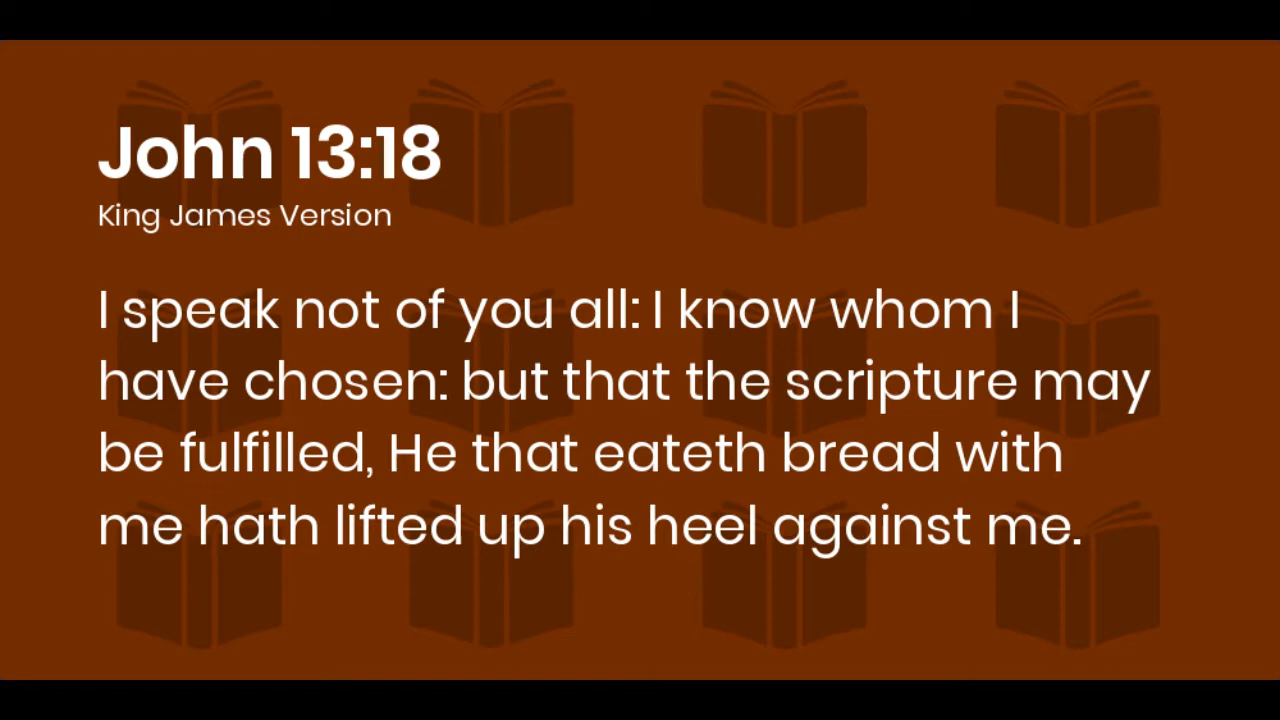 John 13:18
King James Version
I speak not of you all: I know whom I
have chosen: but that the scripture may
be fulfilled, He that eateth bread with
me hath lifted up his heel against me.